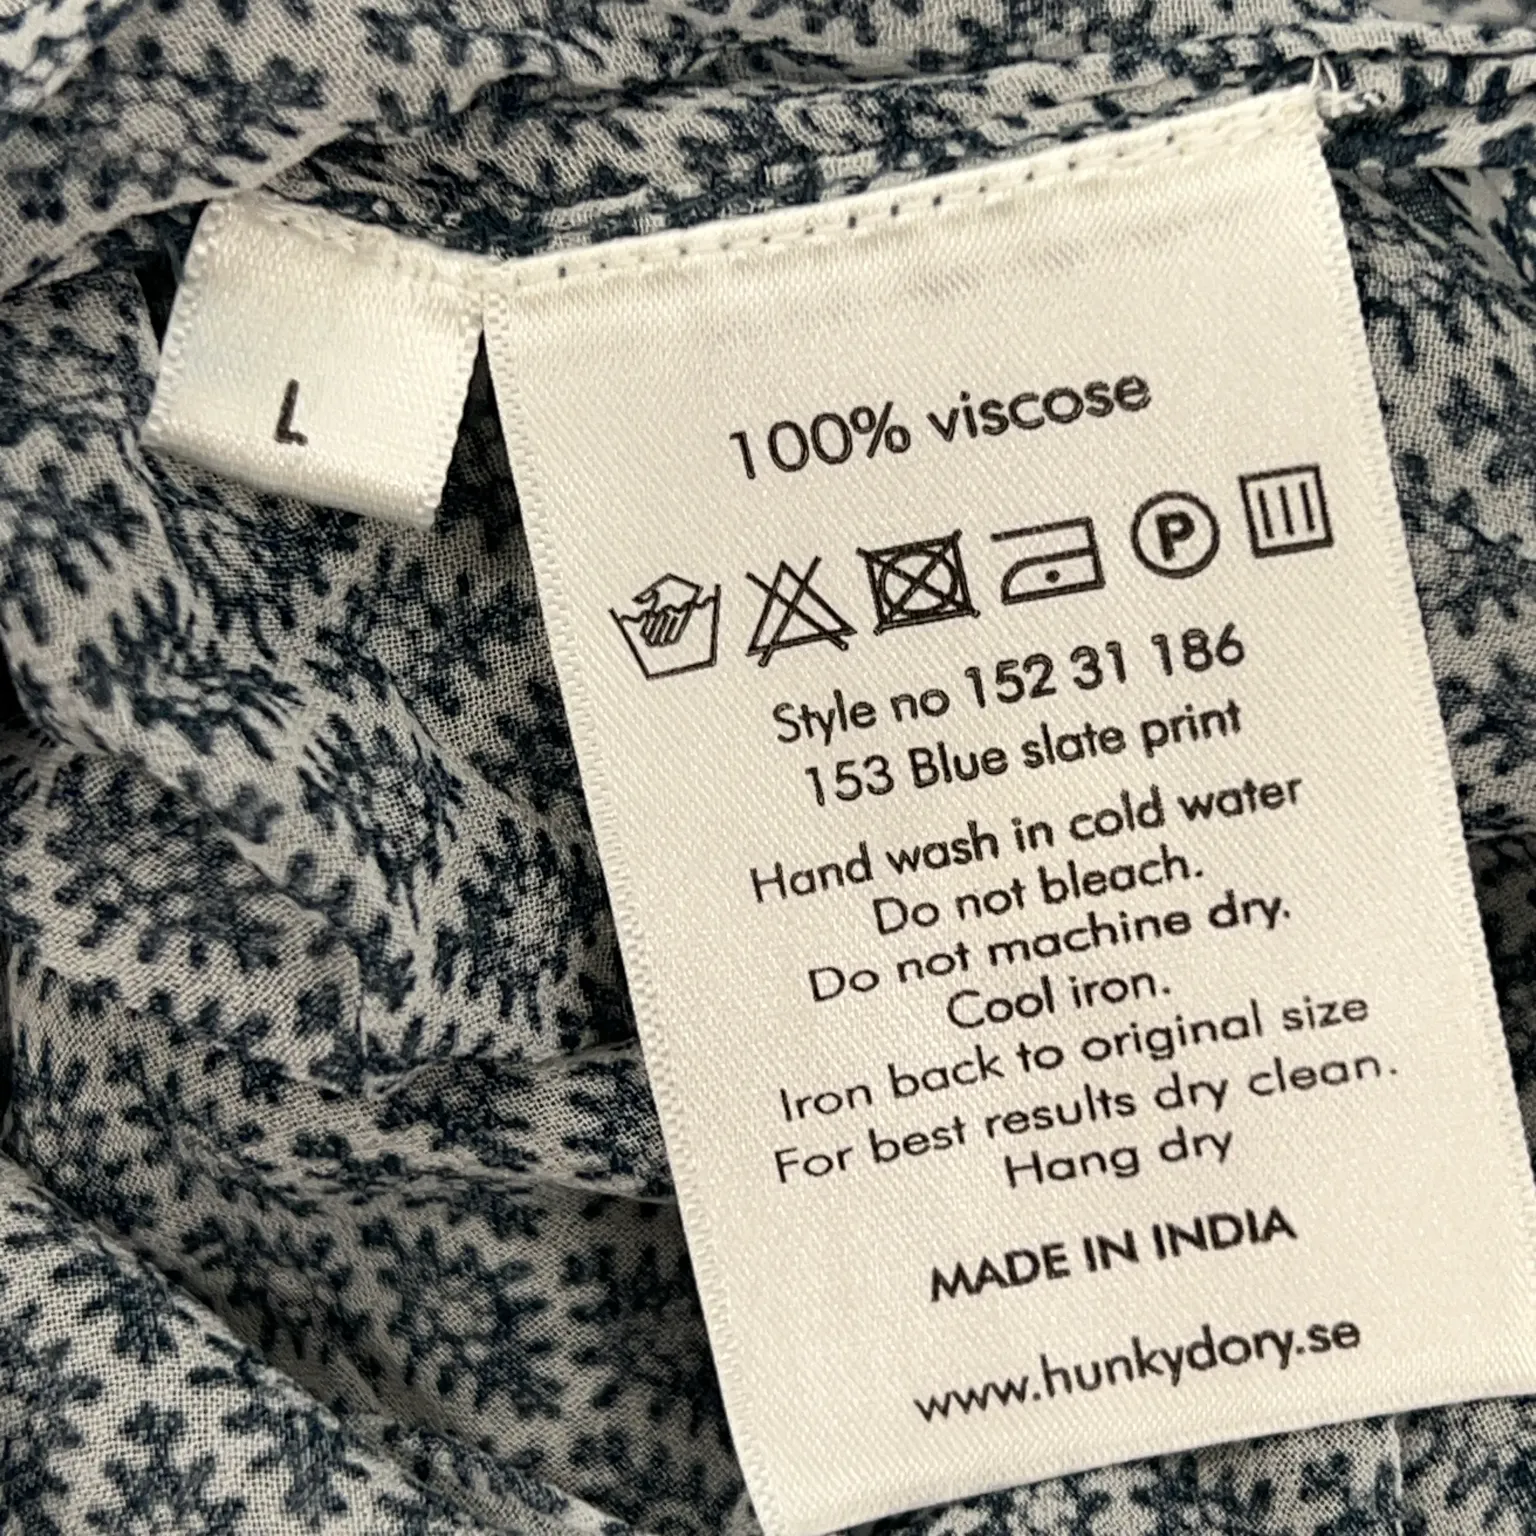 L
100% viscose
P
Style no 152 31 186
153 Blue slate print
Hand wash in cold water
Do not bleach.
Do not machine dry.
Cool iron.
Iron back to original size
For best results dry clean.
Hang dry
MADE IN INDIA
www.hunkydory.se